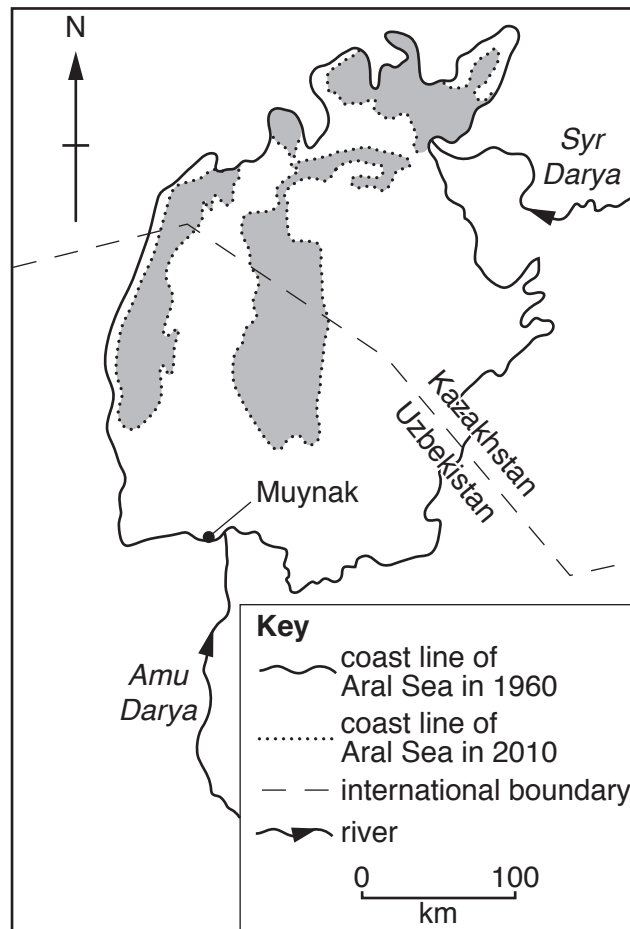 N
Syr
Darya
Kazakhstan
Uzbekistan
Muynak
Amu
Darya
Key
coast line of
Aral Sea in 1960
coast line of
Aral Sea in 2010
international boundary
river
0 100
km